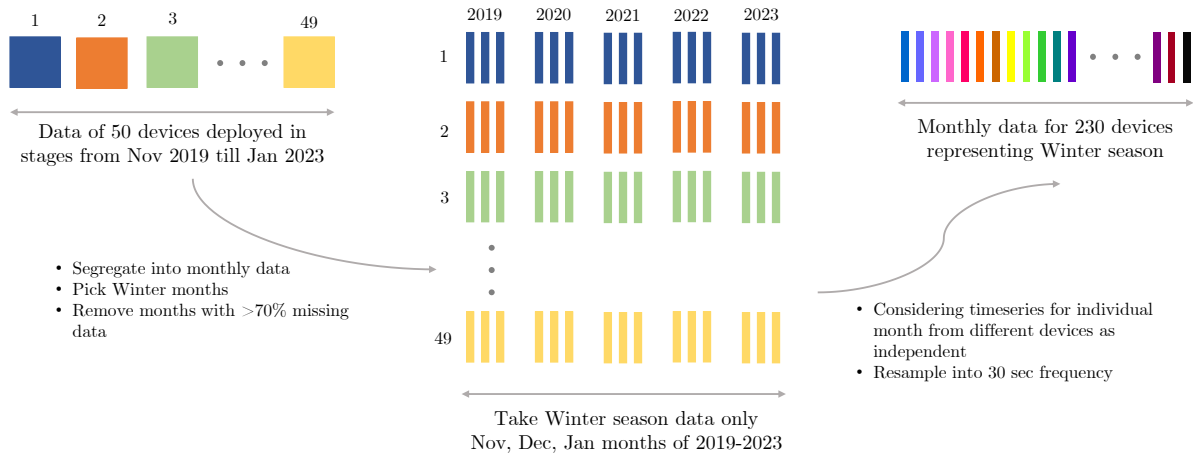 1 2 3 49
Data of 50 devices deployed in
stages from Nov 2019 till Jan 2023
• Segregate into monthly data
• Pick Winter months
• Remove months with >70% missing
data
2019 2020 2021 2022 2023
1
2
3
49
Take Winter season data only
Nov, Dec, Jan months of 2019-2023
Monthly data for 230 devices
representing Winter season
• Considering timeseries for individual
month from different devices as
independent
• Resample into 30 sec frequency